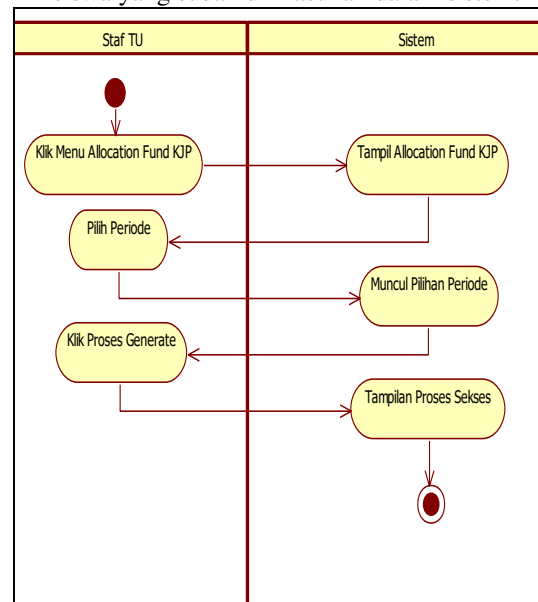 Staf TU
Sistem
Klik Menu Allocation Fund KJP
Tampil Allocation Fund KJP
Pilih Periode
Muncul Pilihan Periode
Klik Proses Generate
Tampilan Proses Sekses